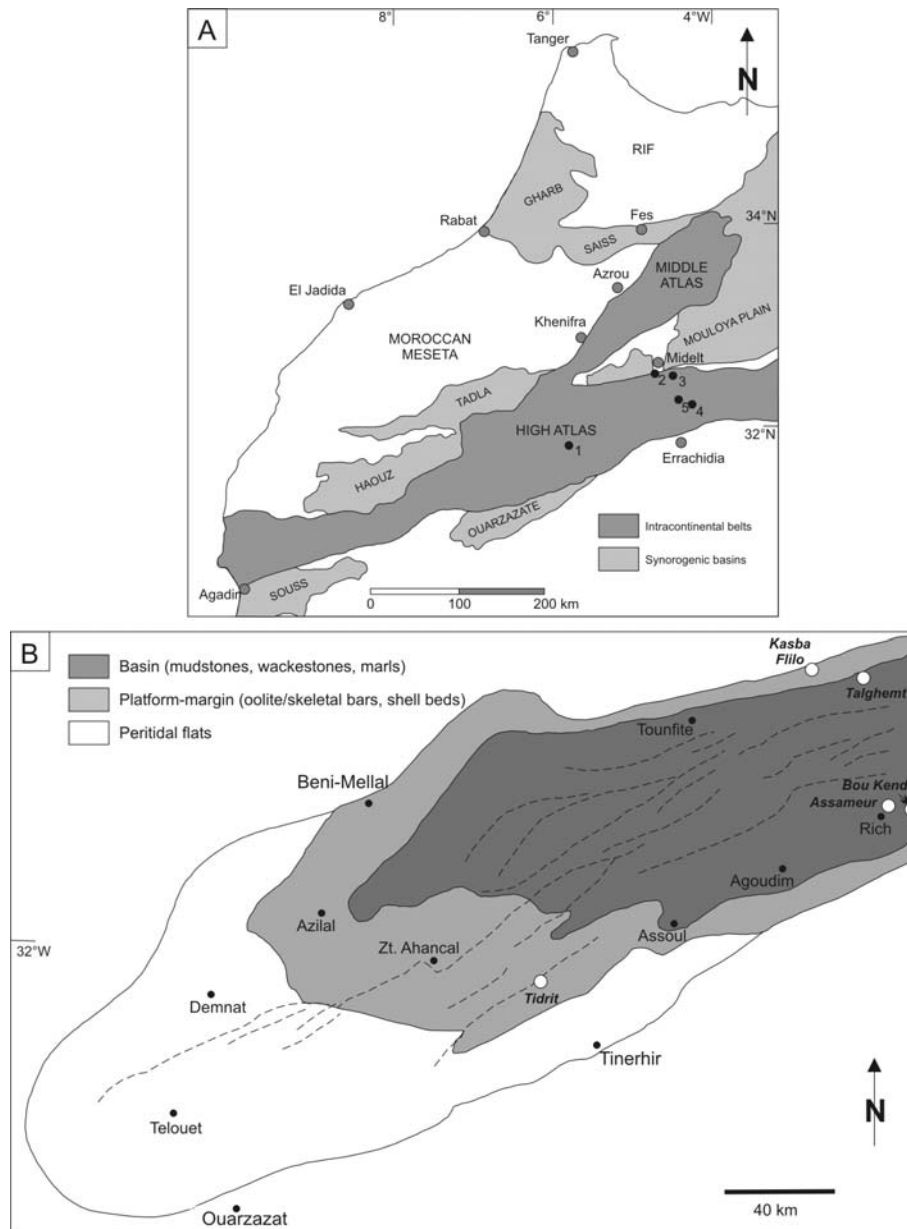 A
8°
6°
4°W
Tanger
N
RIF
GHARB
34°N
Rabat
Fes
SAISS
MIDDLE
ATLAS
Azrou
El Jadida
Khenifra
MOULOYA PLAIN
MOROCCAN
MESETA
Midelt
2
3
TADLA
5
4
HIGH ATLAS
32°N
1
Errachidia
HAOUZ
OUARZAZATE
Intracontinental belts
Synorogenic basins
Agadir
SOUSS
0 100 200 km
B
Basin (mudstones, wackestones, marls)
Platform-margin (oolite/skeletal bars, shell beds)
Peritidal flats
Kasba
Flilo
Talghemt
Tounfite
Beni-Mellal
Bou Kend
Assameur
Rich
Agoudim
Azilal
Assoul
32°W
Zt. Ahancal
Tidrit
Demnat
Tinerhir
Telouet
N
Ouarzazat
40 km